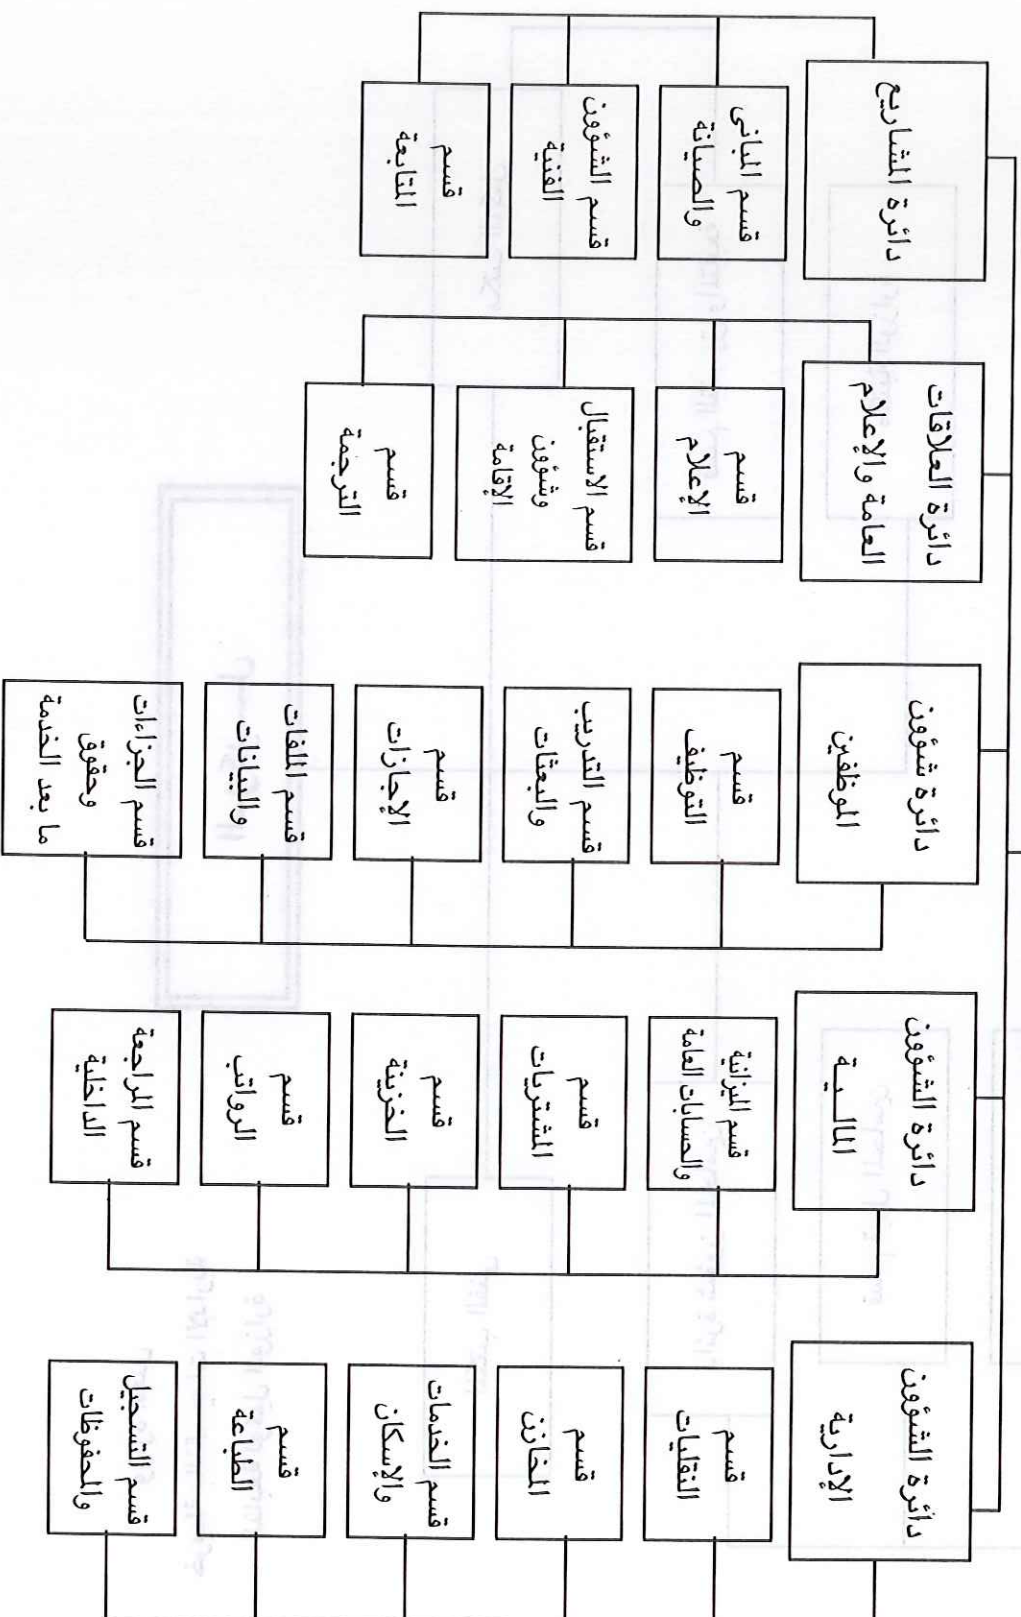 دائرة المشاريع
قسم المباني
والصيانة
قسم الشؤون
الفنية
قسم
المتابعة
دائرة العلاقات
العامة والإعلام
قسم
الإعلام
قسم الاستقبال
وشؤون
الإقامة
قسم
الترجمة
دائرة شؤون
الموظفين
قسم
التوظيف
قسم التدريب
والبعثات
قسم
الإجازات
قسم الملفات
والبيانات
قسم الجزاءات
وحقوق
ما بعد الخدمة
دائرة الشؤون
المالـية
قسم الميزانية
والحسابات العامة
قسم
المشتريات
قسم
الخزينة
قسم
الرواتب
قسم المراجعة
الداخلية
دائرة الشؤون
الإدارية
قسم
النقليات
قسم
المخازن
قسم الخدمات
والإسكان
قسم
الطباعة
قسم التسجيل
والمحفوظات